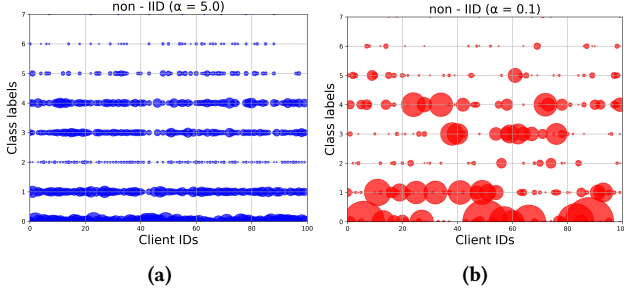 non - IID (α = 5.0)
7
6
5
4
3
2
1
0
Class labels
0 20 40 60 80 100
Client IDs
(a)
non - IID (α = 0.1)
7
6
5
4
3
2
1
0
Class labels
0 20 40 60 80 100
Client IDs
(b)